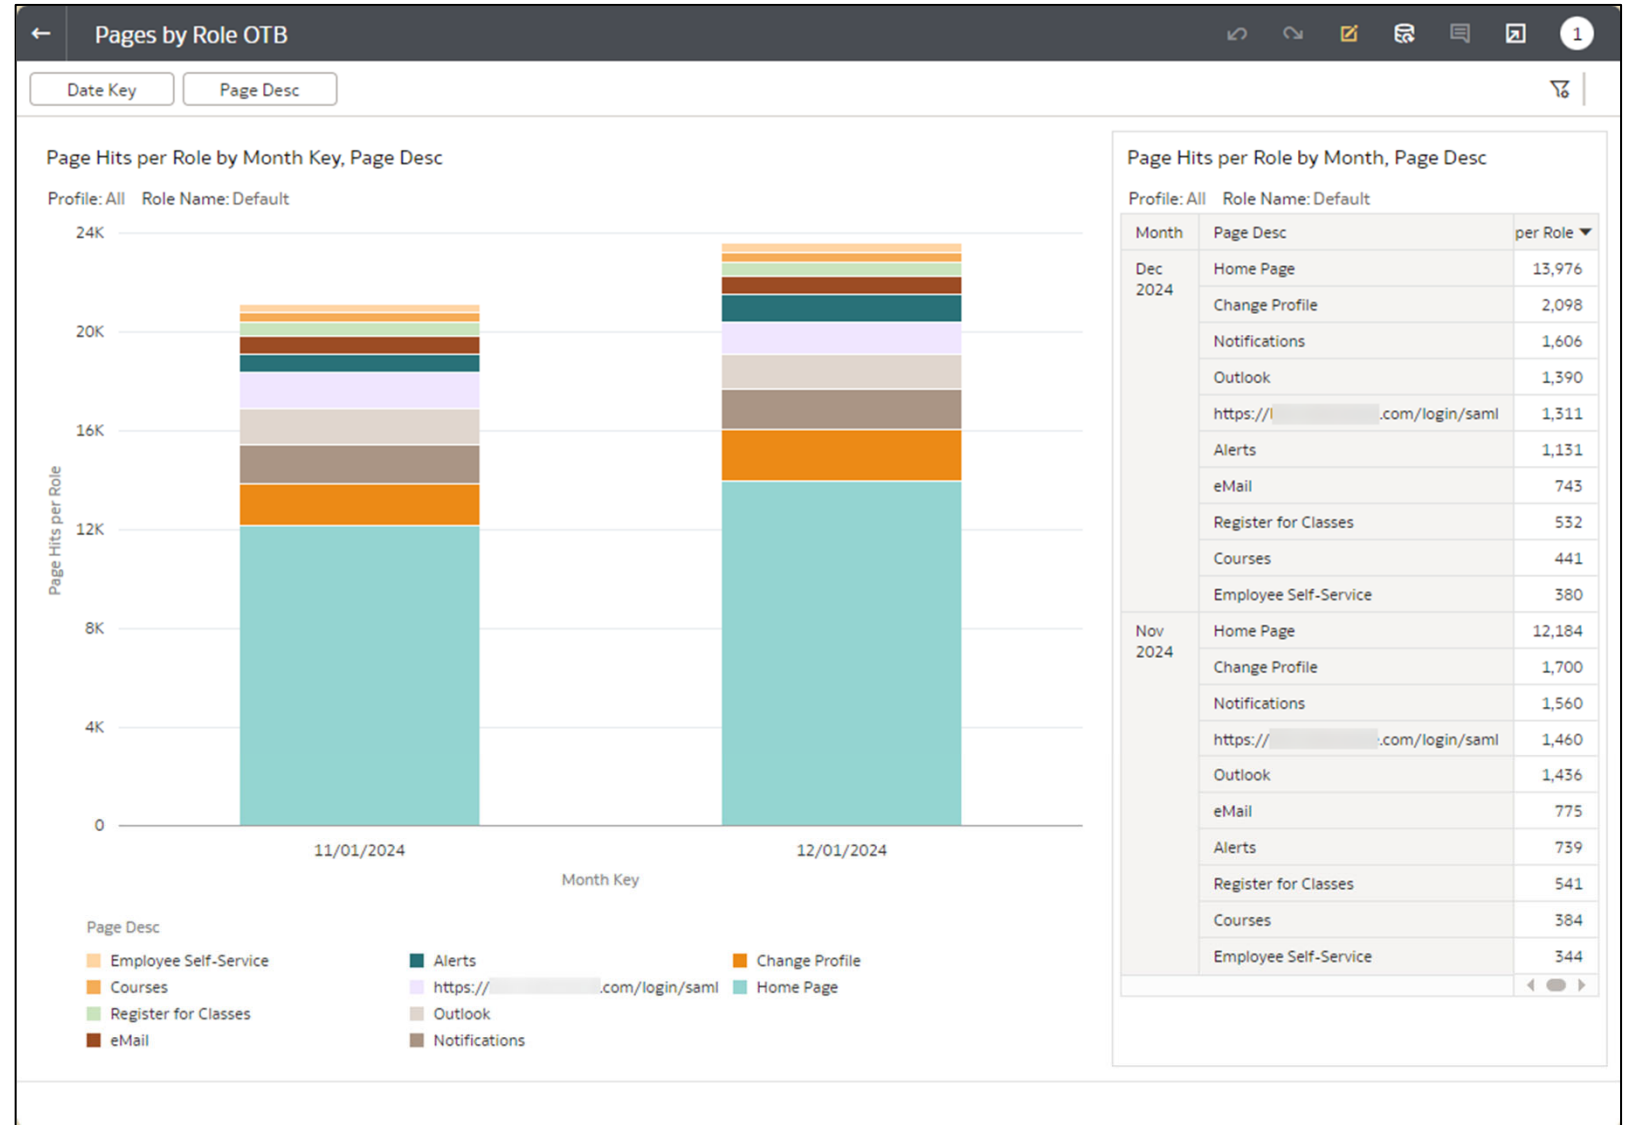 Pages by Role OTB
1
Date Key
Page Desc
Page Hits per Role by Month Key, Page Desc
Profile: All Role Name: Default
24K
20K
16K
12K
8K
4K
0
Page Hits per Role
11/01/2024
12/01/2024
Month Key
Page Desc
Employee Self-Service
Courses
Register for Classes
eMail
Alerts
https:// .com/login/saml
Outlook
Notifications
Change Profile
Home Page
Page Hits per Role by Month, Page Desc
Profile: All Role Name: Default
Month Page Desc per Role
Dec 2024
Home Page 13,976
Change Profile 2,098
Notifications 1,606
Outlook 1,390
https:// .com/login/saml 1,311
Alerts 1,131
eMail 743
Register for Classes 532
Courses 441
Employee Self-Service 380
Nov 2024
Home Page 12,184
Change Profile 1,700
Notifications 1,560
https:// .com/login/saml 1,460
Outlook 1,436
eMail 775
Alerts 739
Register for Classes 541
Courses 384
Employee Self-Service 344